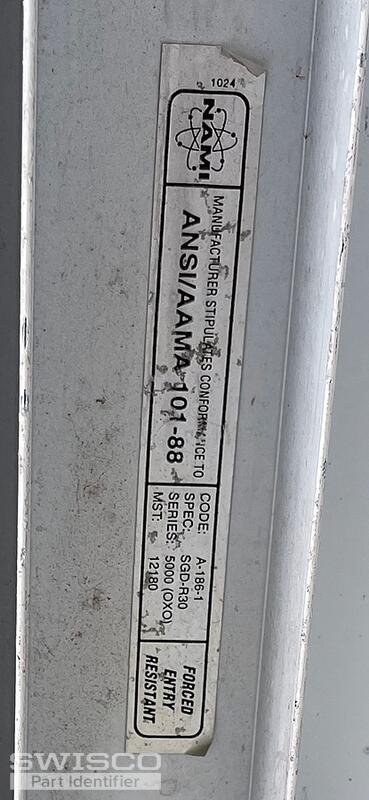 1024
NAMI
MANUFACTURER STIPULATES CONFORMANCE TO
ANSI/AAMA 101-88
CODE: A-186-1
SPEC: SGD-R30
SERIES: 5000 (OXO)
MST: 12180
FORCED
ENTRY
RESISTANT
SWISCO
Part Identifier